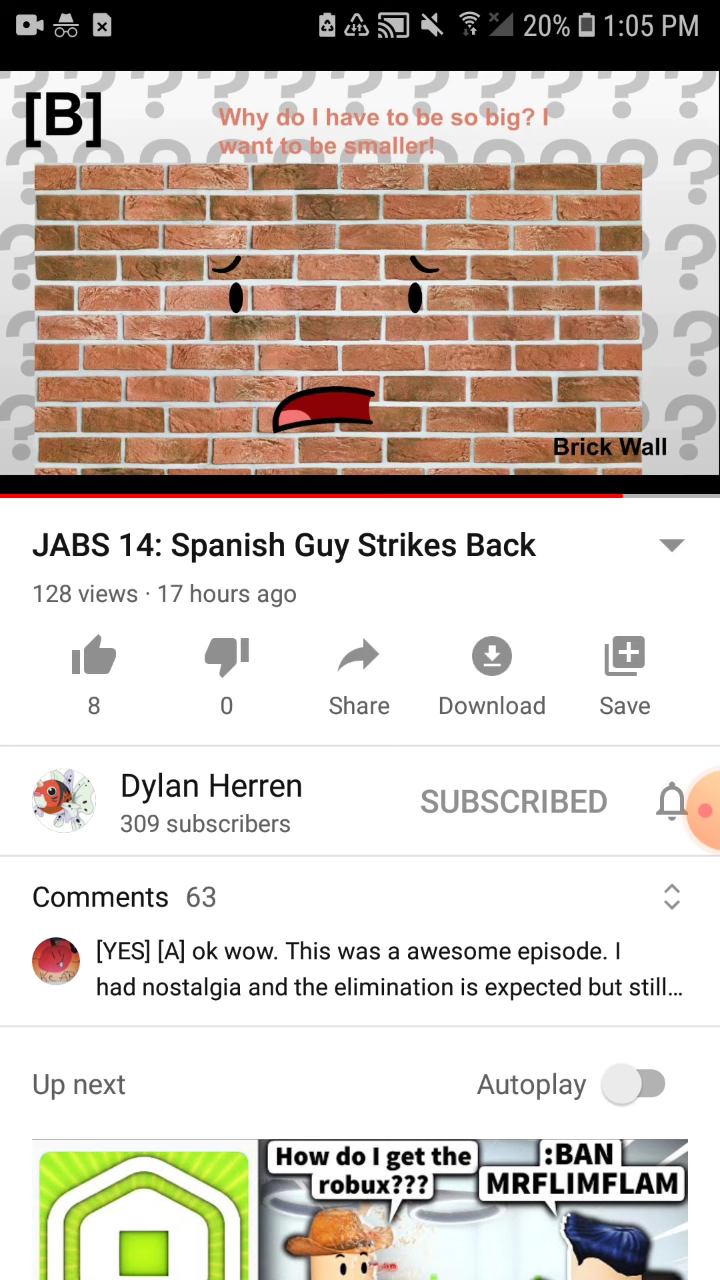 20% 1:05 PM
[B]
Why do I have to be so big? I
want to be smaller!
Brick Wall
JABS 14: Spanish Guy Strikes Back
128 views · 17 hours ago
8
0
Share
Download
Save
Dylan Herren
309 subscribers
SUBSCRIBED
Comments 63
[YES] [A] ok wow. This was a awesome episode. I
had nostalgia and the elimination is expected but still...
Up next
Autoplay
How do I get the
robux???
:BAN
MRFLIMFLAM